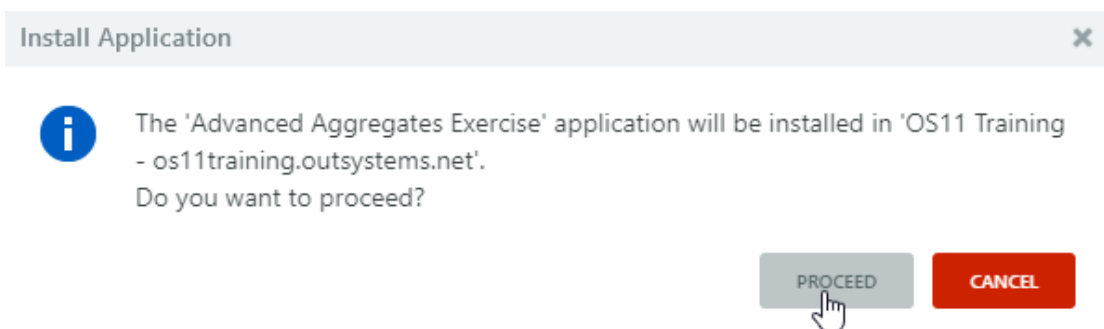 Install Application
The 'Advanced Aggregates Exercise' application will be installed in 'OS11 Training
- os11training.outsystems.net'.
Do you want to proceed?
PROCEED
CANCEL